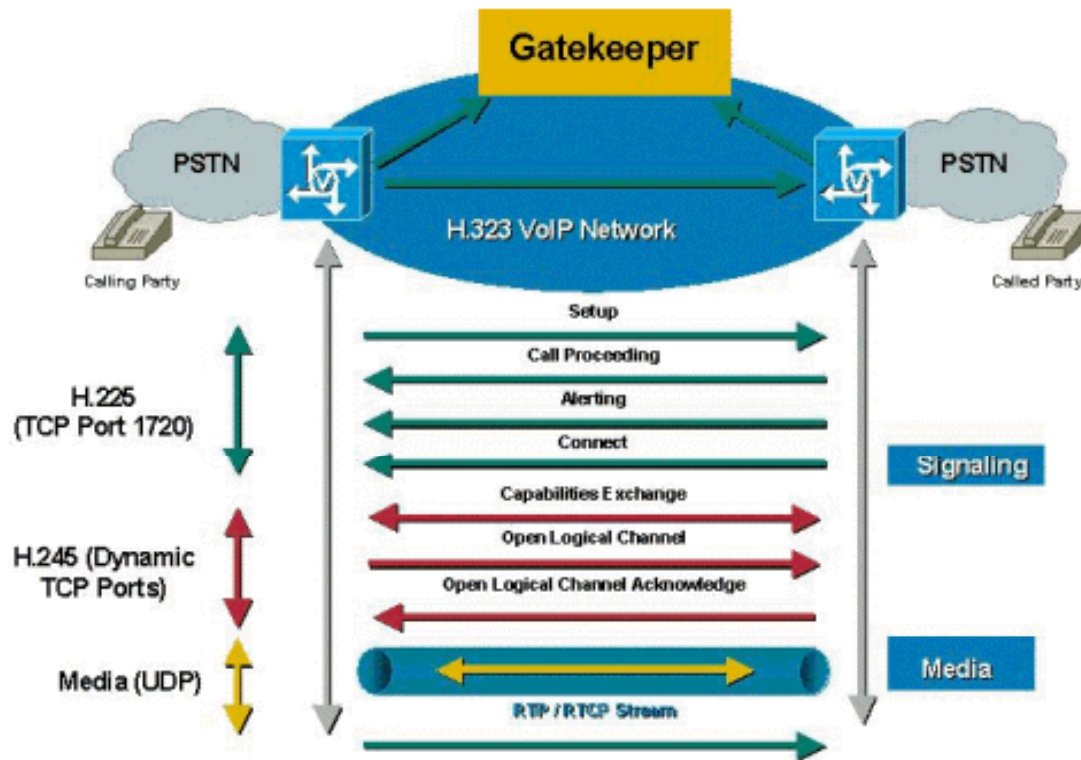 Gatekeeper
PSTN
V
V
PSTN
H.323 VoIP Network
Calling Party
Called Party
Setup
Call Proceeding
H.225
(TCP Port 1720)
Alerting
Connect
Signaling
Capabilities Exchange
H.245 (Dynamic
TCP Ports)
Open Logical Channel
Open Logical Channel Acknowledge
Media (UDP)
Media
RTP / RTCP Stream